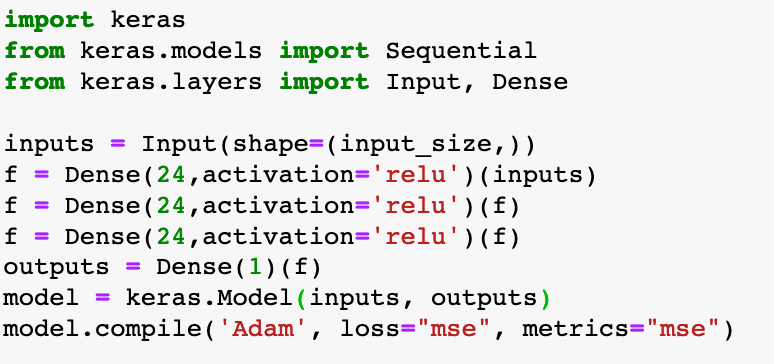 import keras
from keras.models import Sequential
from keras.layers import Input, Dense
inputs = Input(shape=(input_size,))
f = Dense(24,activation='relu')(inputs)
f = Dense(24,activation='relu')(f)
f = Dense(24,activation='relu')(f)
outputs = Dense(1)(f)
model = keras.Model(inputs, outputs)
model.compile('Adam', loss="mse", metrics="mse")